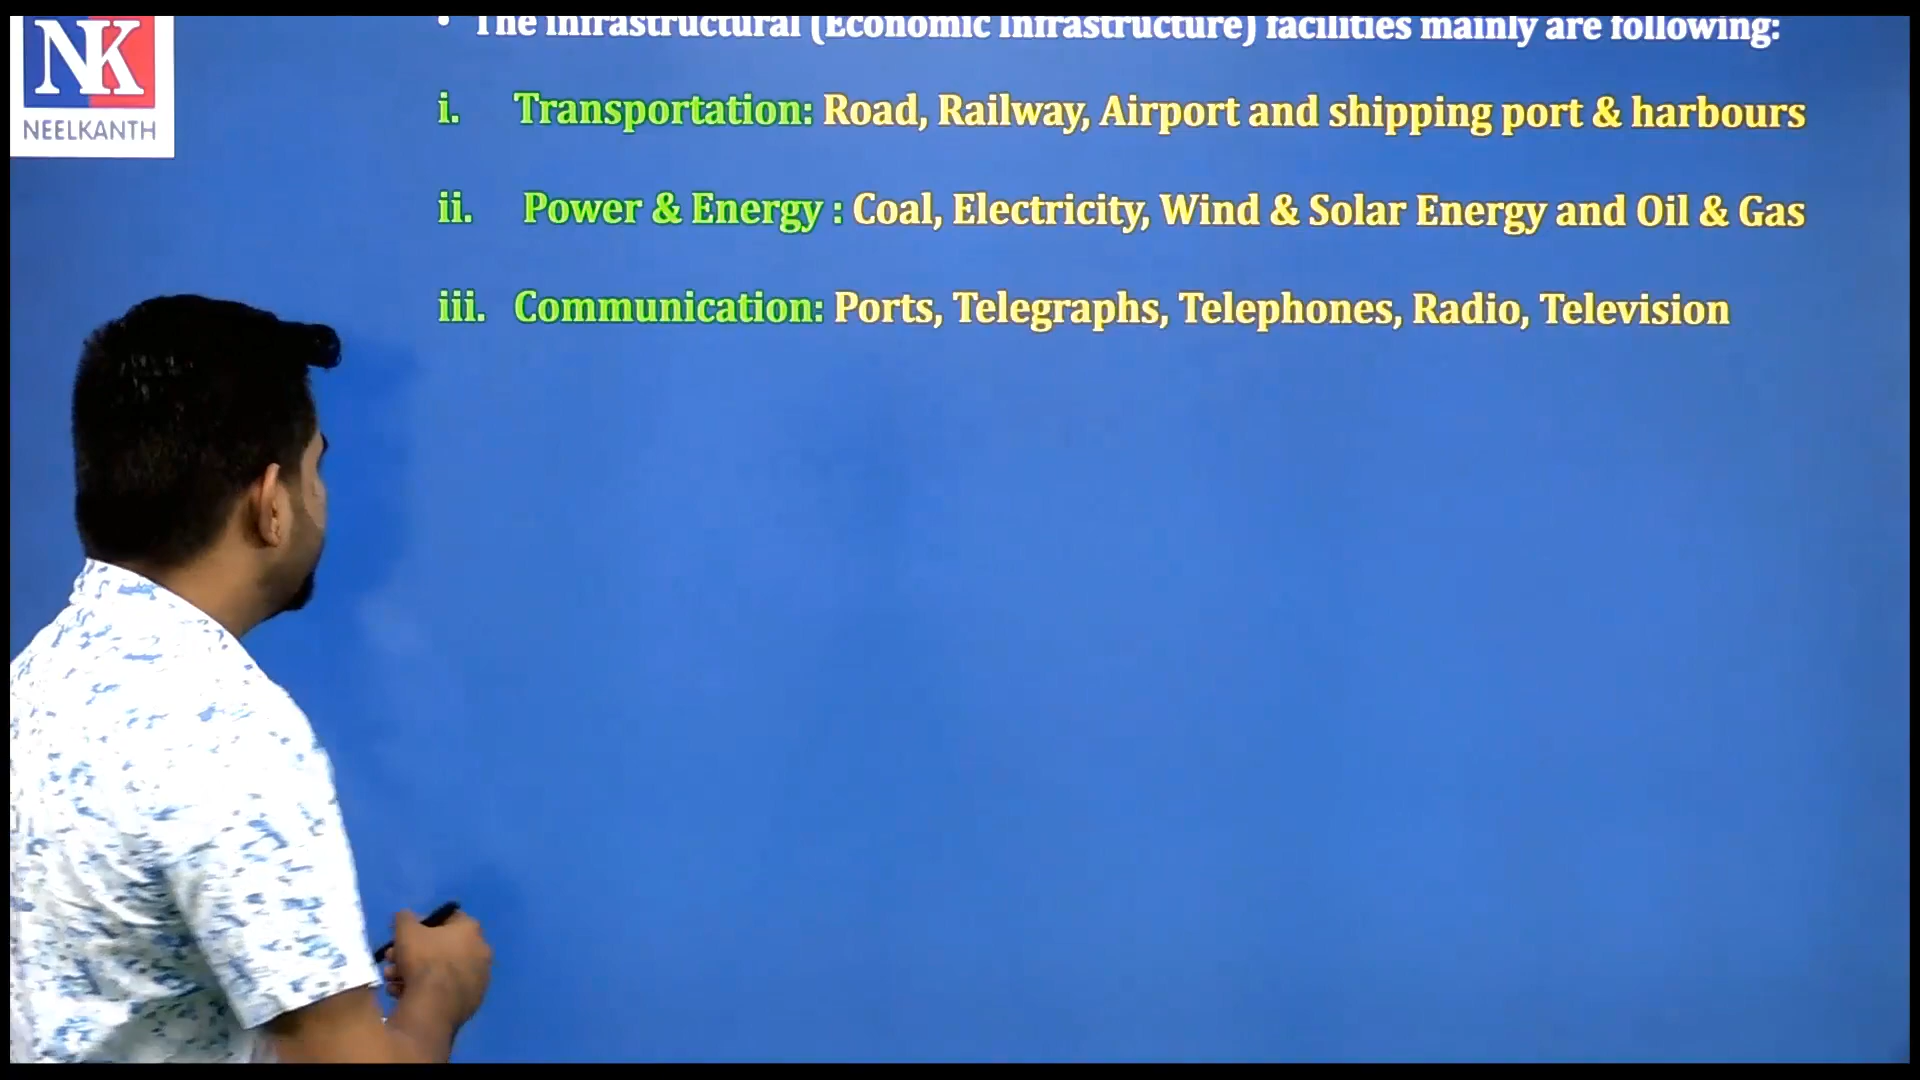 NK
NEELKANTH
• The infrastructural (Economic Infrastructure) facilities mainly are following:
i. Transportation: Road, Railway, Airport and shipping port & harbours
ii. Power & Energy : Coal, Electricity, Wind & Solar Energy and Oil & Gas
iii. Communication: Ports, Telegraphs, Telephones, Radio, Television